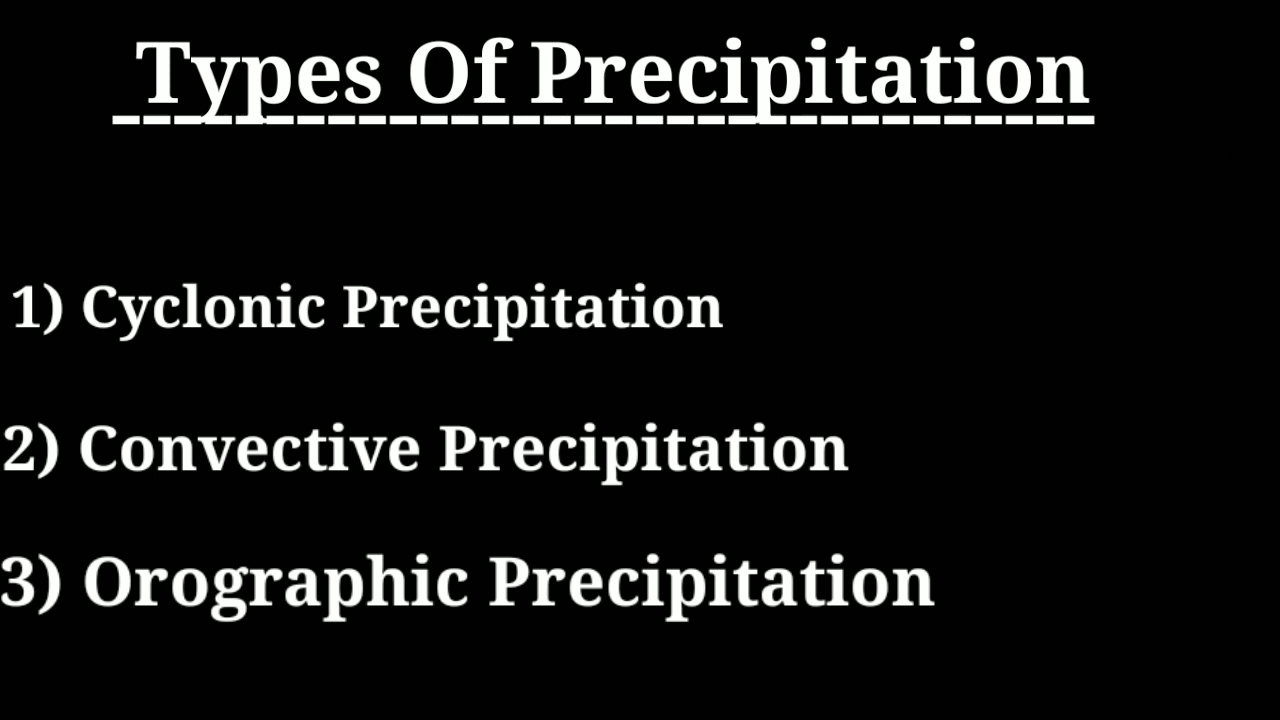 Types Of Precipitation
1) Cyclonic Precipitation
2) Convective Precipitation
3) Orographic Precipitation